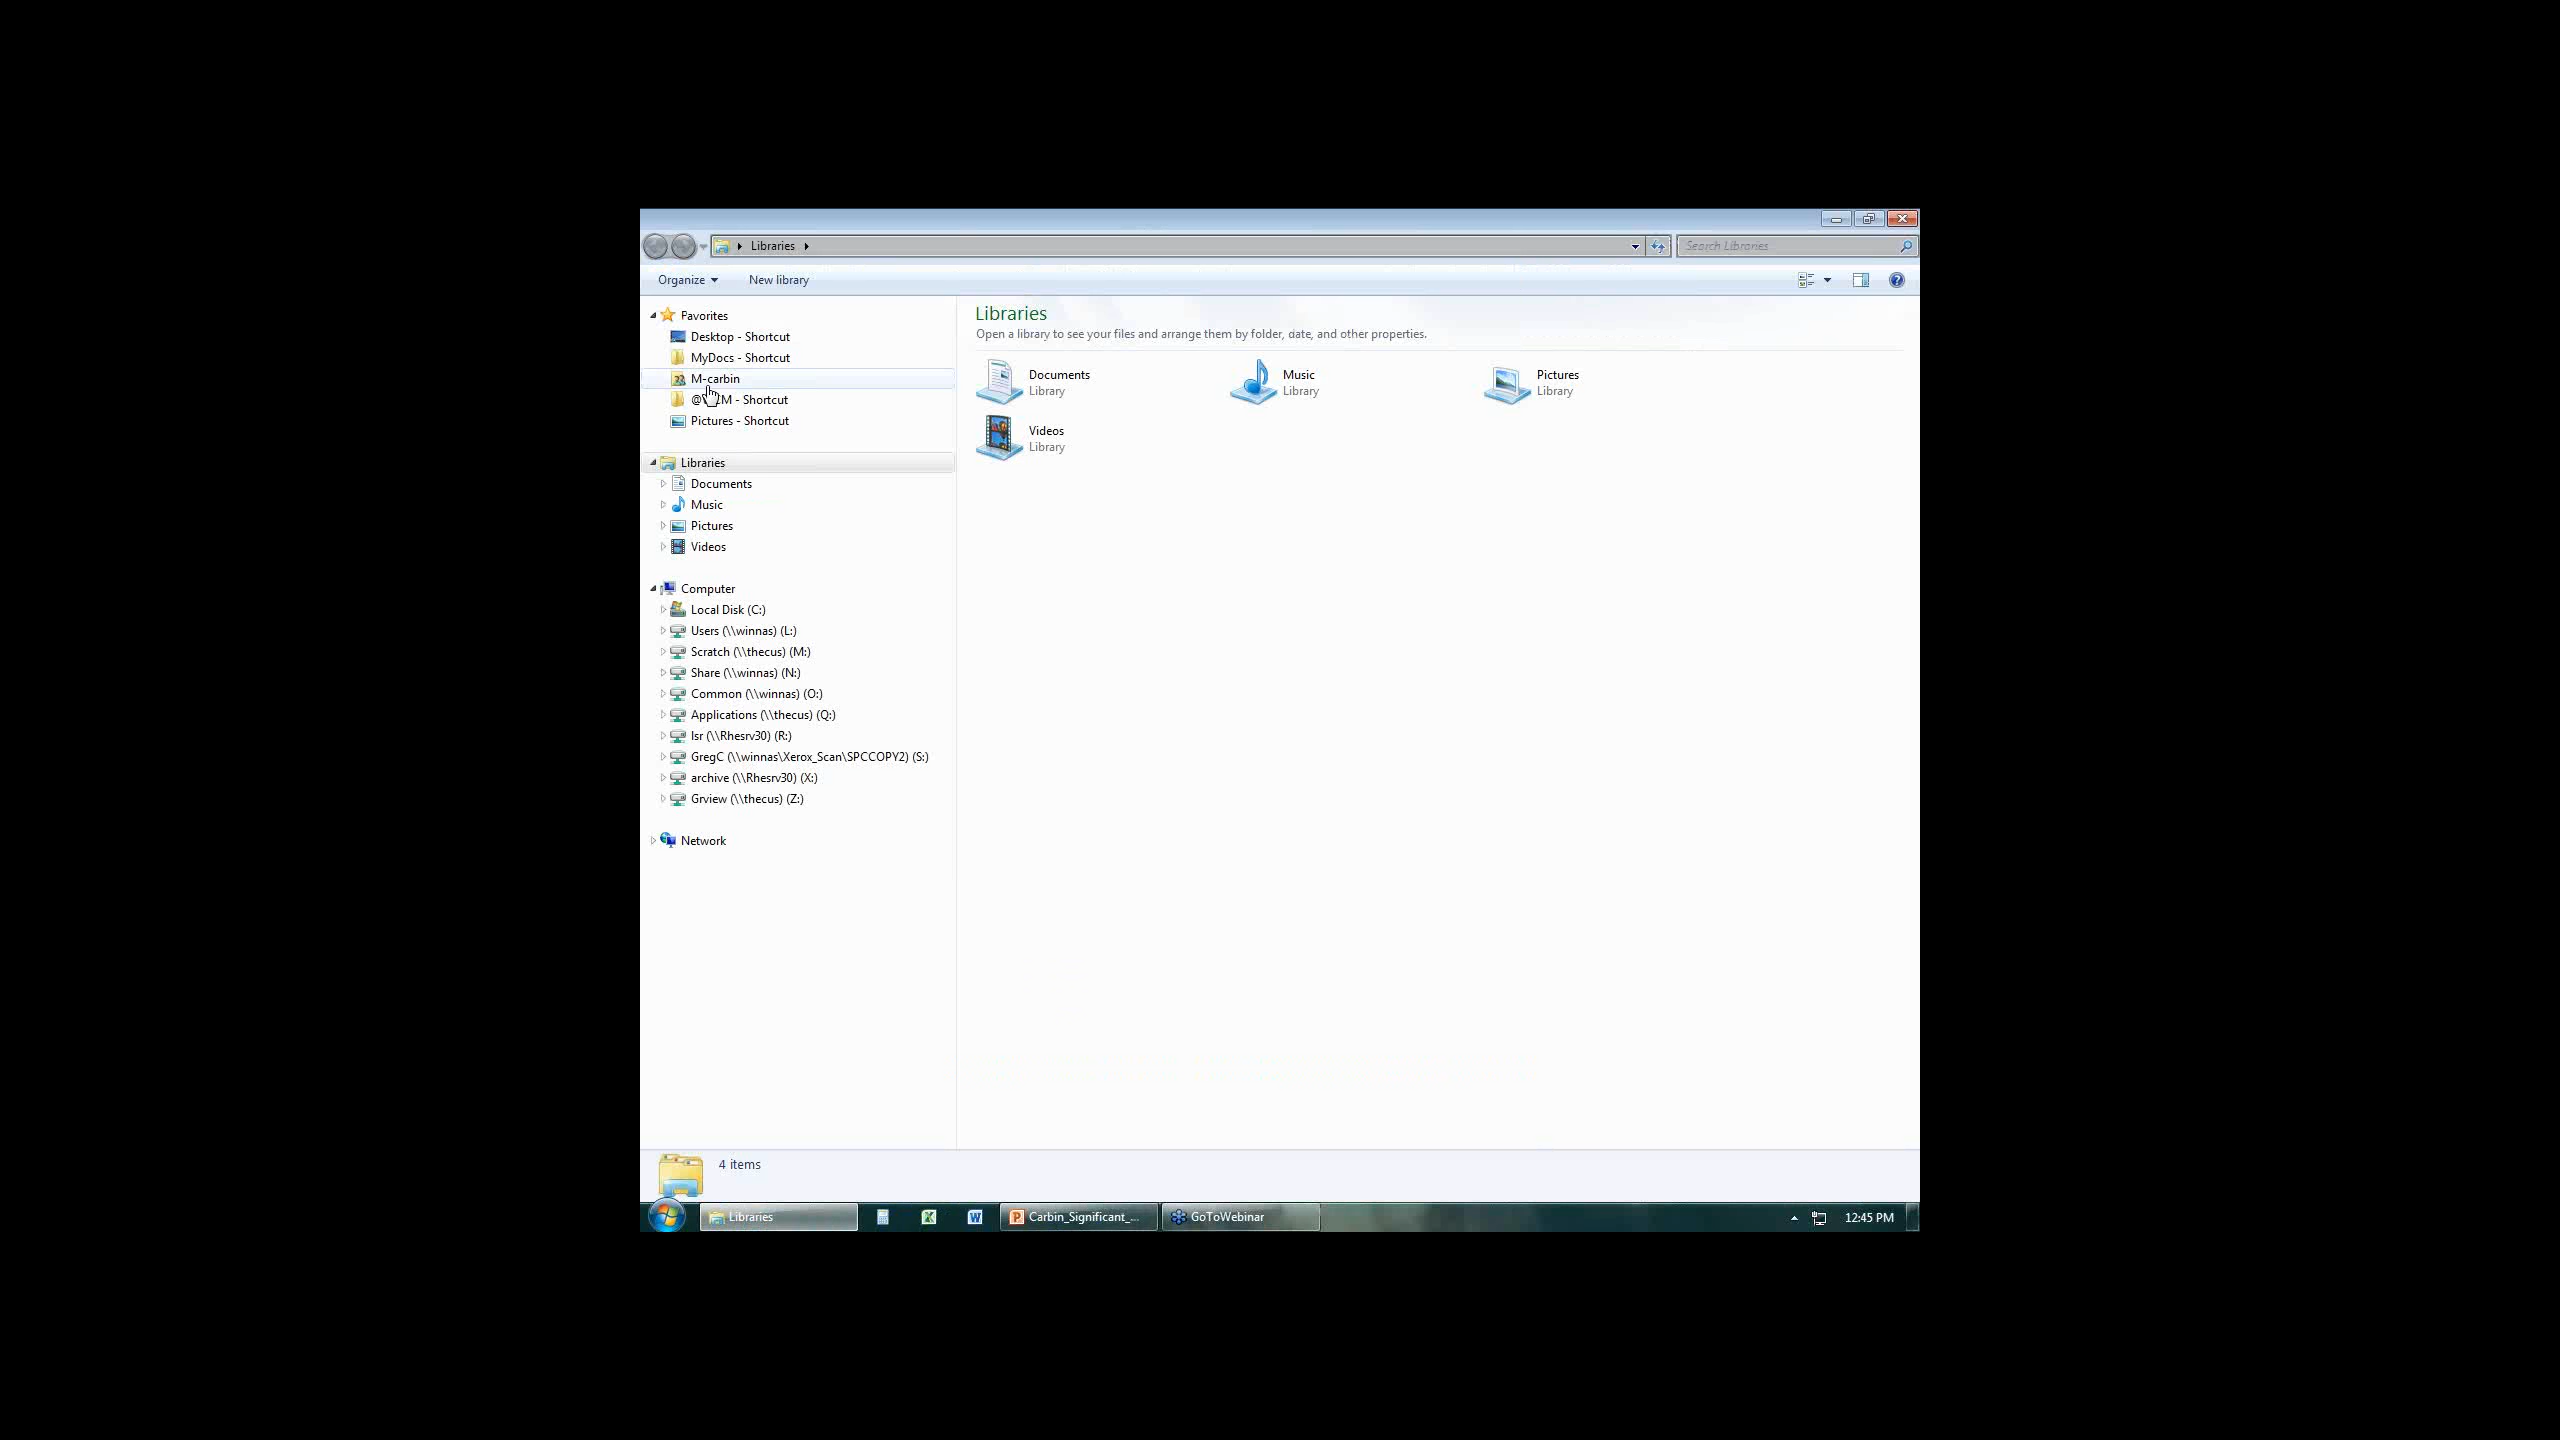 Libraries
Search Libraries
Organize
New library
Favorites
Desktop - Shortcut
MyDocs - Shortcut
M-carbin
M - Shortcut
Pictures - Shortcut
Libraries
Documents
Music
Pictures
Videos
Computer
Local Disk (C:)
Users (\\winnas) (L:)
Scratch (\\thecus) (M:)
Share (\\winnas) (N:)
Common (\\winnas) (O:)
Applications (\\thecus) (Q:)
lsr (\\Rhesrv30) (R:)
GregC (\\winnas\Xerox_Scan\SPCCOPY2) (S:)
archive (\\Rhesrv30) (X:)
Grview (\\thecus) (Z:)
Network
Libraries
Open a library to see your files and arrange them by folder, date, and other properties.
Documents
Library
Music
Library
Pictures
Library
Videos
Library
4 items
Libraries
Carbin_Significant_...
GoToWebinar
12:45 PM